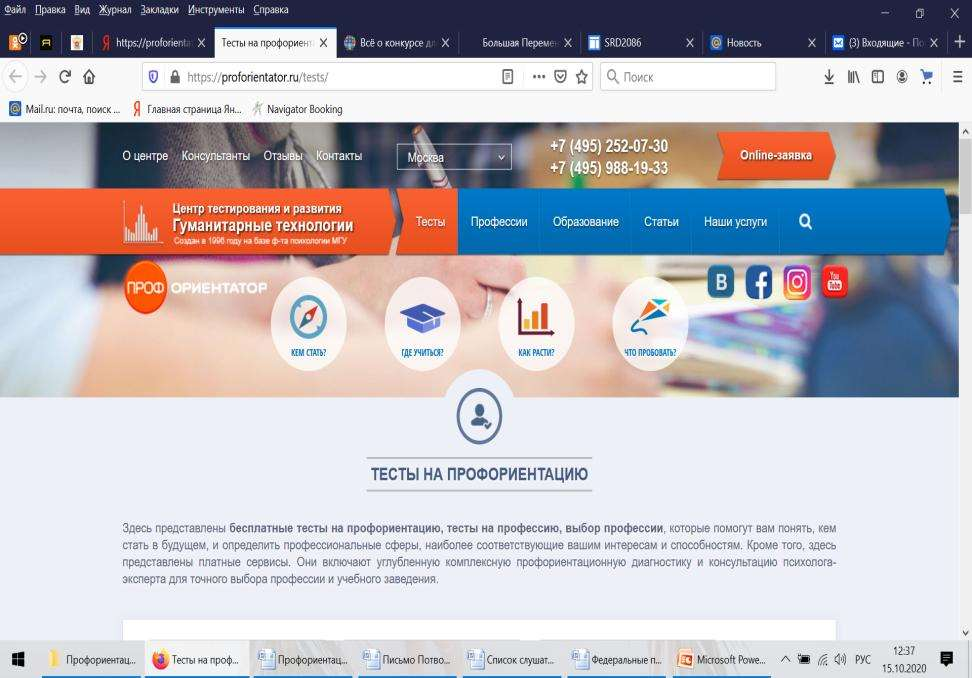 Файл Правка Вид Журнал Закладки Инструменты Справка
https://proforienta
Тесты на профориент
Всё о конкурсе дл
Большая Перемен
SRD2086
Новость
(3) Входящие - По
https://proforientator.ru/tests/
Поиск
Mail.ru: почта, поиск ...
Главная страница Ян...
Navigator Booking
О центре Консультанты Отзывы Контакты
Москва
+7 (495) 252-07-30
+7 (495) 988-19-33
Online-заявка
Центр тестирования и развития
Гуманитарные технологии
Создан в 1996 году на базе ф-та психологии МГУ
Тесты Профессии Образование Статьи Наши услуги
ПРОФ ОРИЕНТАТОР
You
Tube
КЕМ СТАТЬ? ГДЕ УЧИТЬСЯ? КАК РАСТИ? ЧТО ПРОБОВАТЬ?
ТЕСТЫ НА ПРОФОРИЕНТАЦИЮ
Здесь представлены бесплатные тесты на профориентацию, тесты на профессию, выбор профессии, которые помогут вам понять, кем
стать в будущем, и определить профессиональные сферы, наиболее соответствующие вашим интересам и способностям. Кроме того, здесь
представлены платные сервисы. Они включают углубленную комплексную профориентационную диагностику и консультацию психолога-
эксперта для точного выбора профессии и учебного заведения.
Профориентац...
Тесты на проф...
Профориентац...
Письмо Потво...
Список слушат...
Федеральные п...
Microsoft Powe...
РУС
12:37
15.10.2020